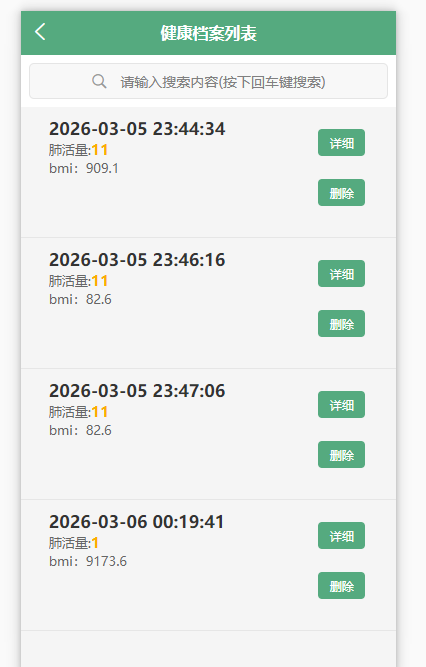 健康档案列表
请输入搜索内容(按下回车键搜索)
2026-03-05 23:44:34
肺活量:11
bmi：909.1
详细
删除
2026-03-05 23:46:16
肺活量:11
bmi：82.6
详细
删除
2026-03-05 23:47:06
肺活量:11
bmi：82.6
详细
删除
2026-03-06 00:19:41
肺活量:1
bmi：9173.6
详细
删除